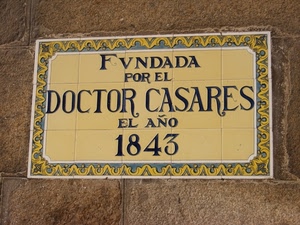 FVNDADA
POR EL
DOCTOR CASARES
EL AÑO
1843